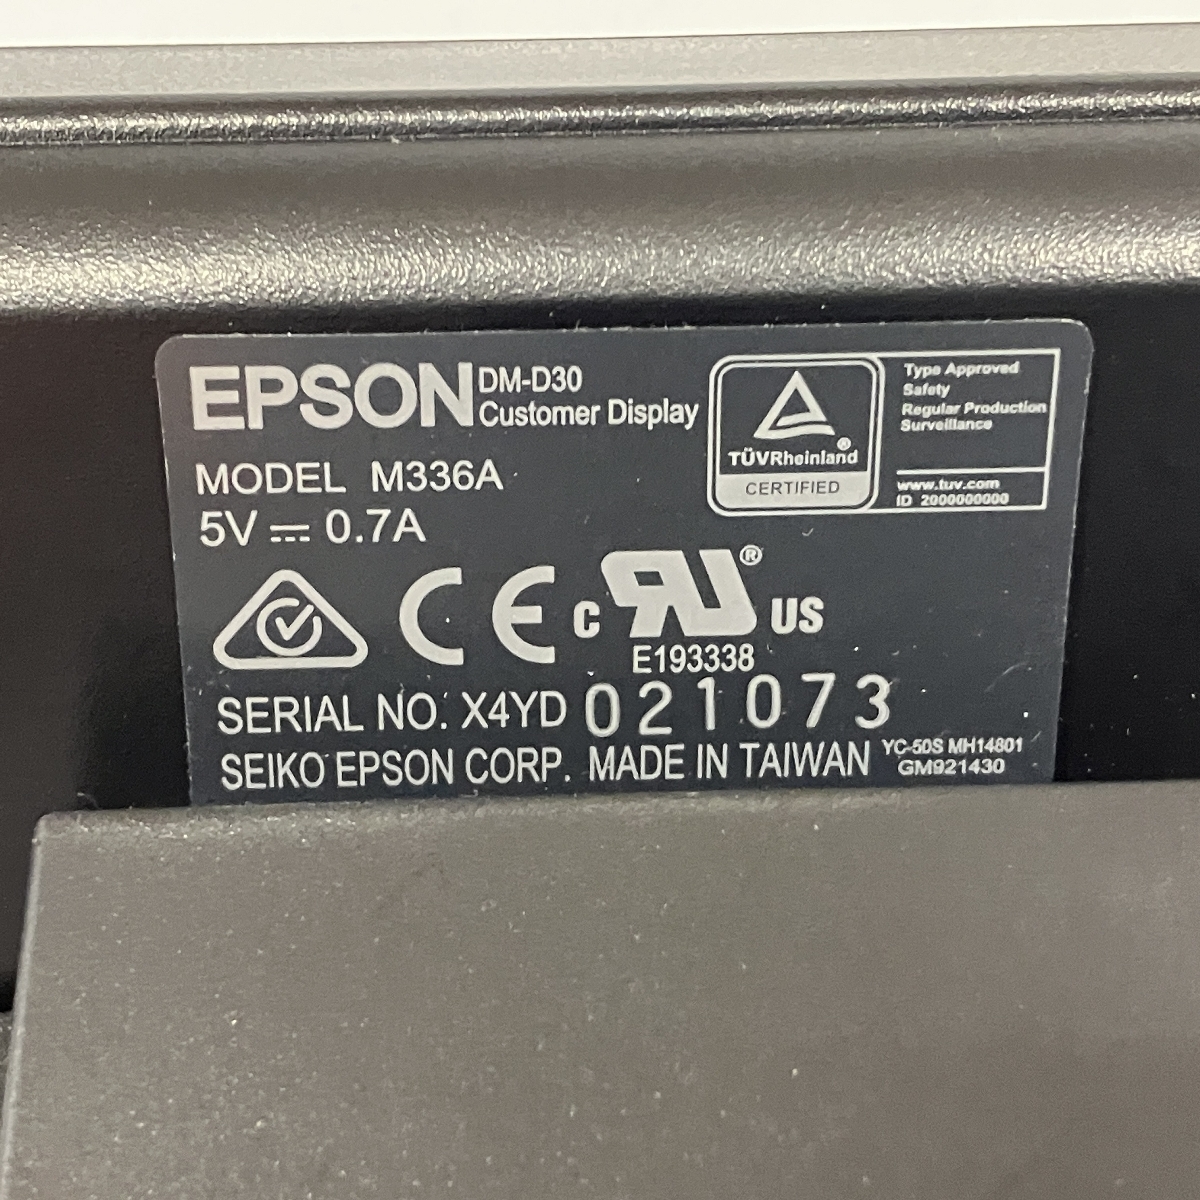 EPSON DM-D30
Customer Display
MODEL M336A
5V ⎓ 0.7A
TÜVRheinland®
CERTIFIED
Type Approved
Safety
Regular Production
Surveillance
www.tuv.com
ID 2000000000
CE
c RU® US
E193338
SERIAL NO. X4YD 021073
SEIKO EPSON CORP. MADE IN TAIWAN
YC-50S MH14801
GM921430